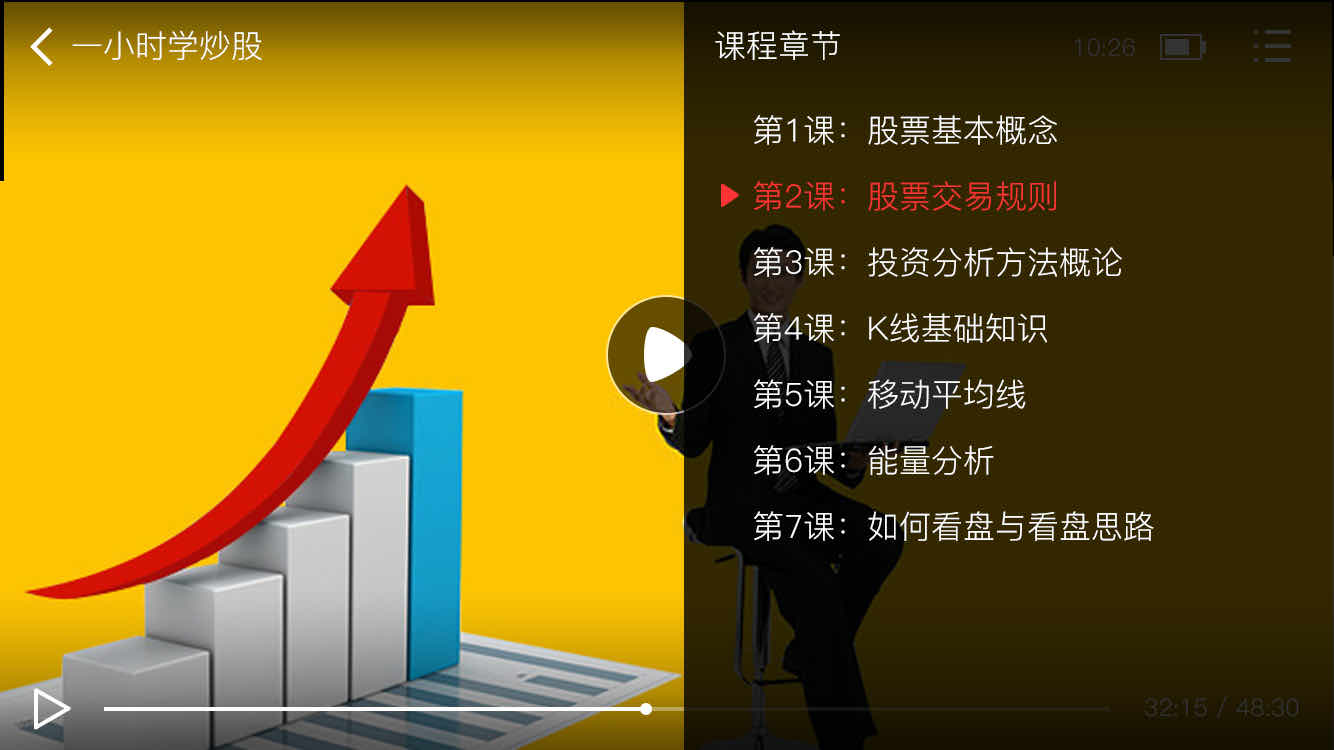 一小时学炒股
课程章节
10:26
第1课：股票基本概念
第2课：股票交易规则
第3课：投资分析方法概论
第4课：K线基础知识
第5课：移动平均线
第6课：能量分析
第7课：如何看盘与看盘思路
32:15 / 48:30